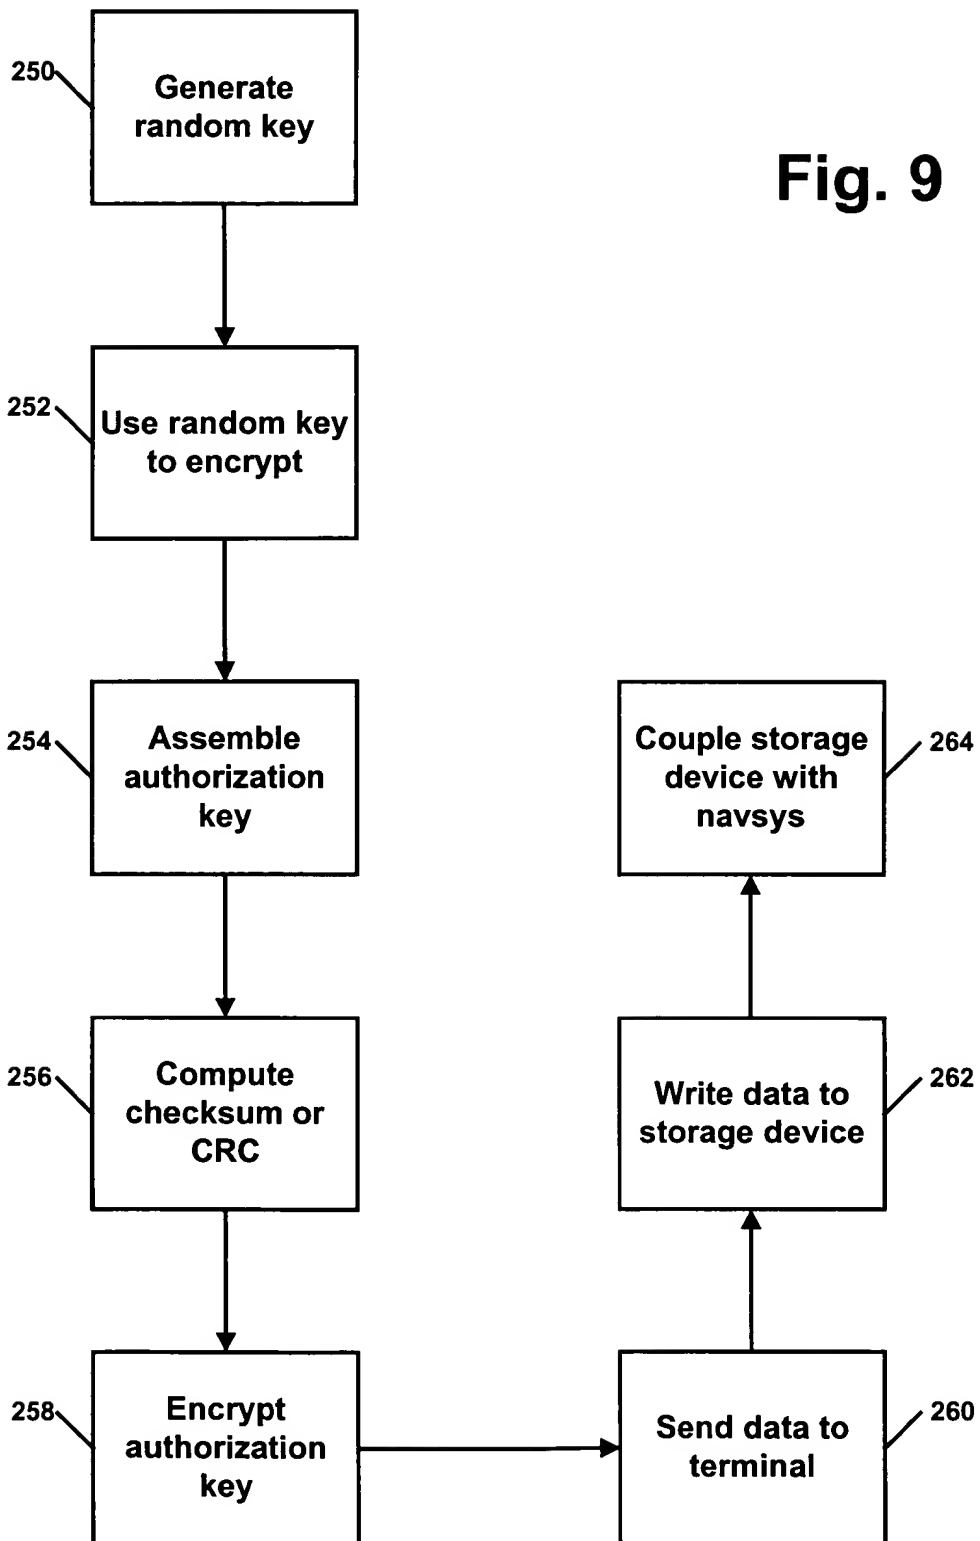 250
Generate
random key
Fig. 9
252
Use random key
to encrypt
254
Assemble
authorization
key
Couple storage
device with
navsys
264
256
Compute
checksum or
CRC
Write data to
storage device
262
258
Encrypt
authorization
key
Send data to
terminal
260